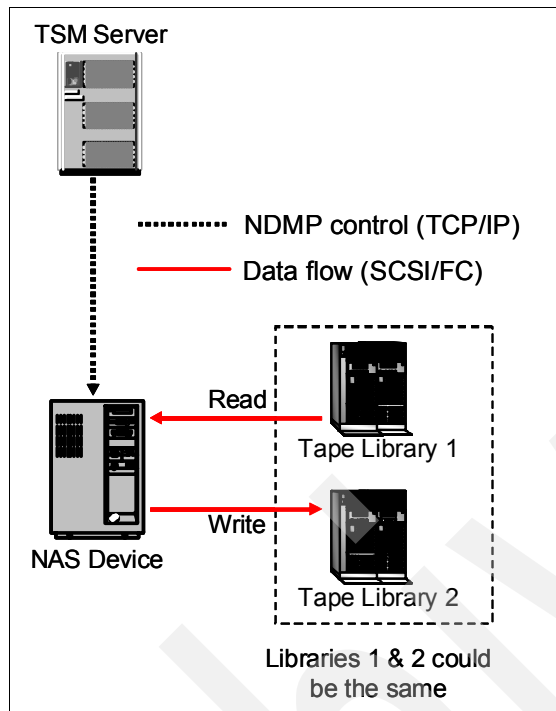 TSM Server
NDMP control (TCP/IP)
Data flow (SCSI/FC)
Read
Tape Library 1
Write
NAS Device
Tape Library 2
Libraries 1 & 2 could
be the same